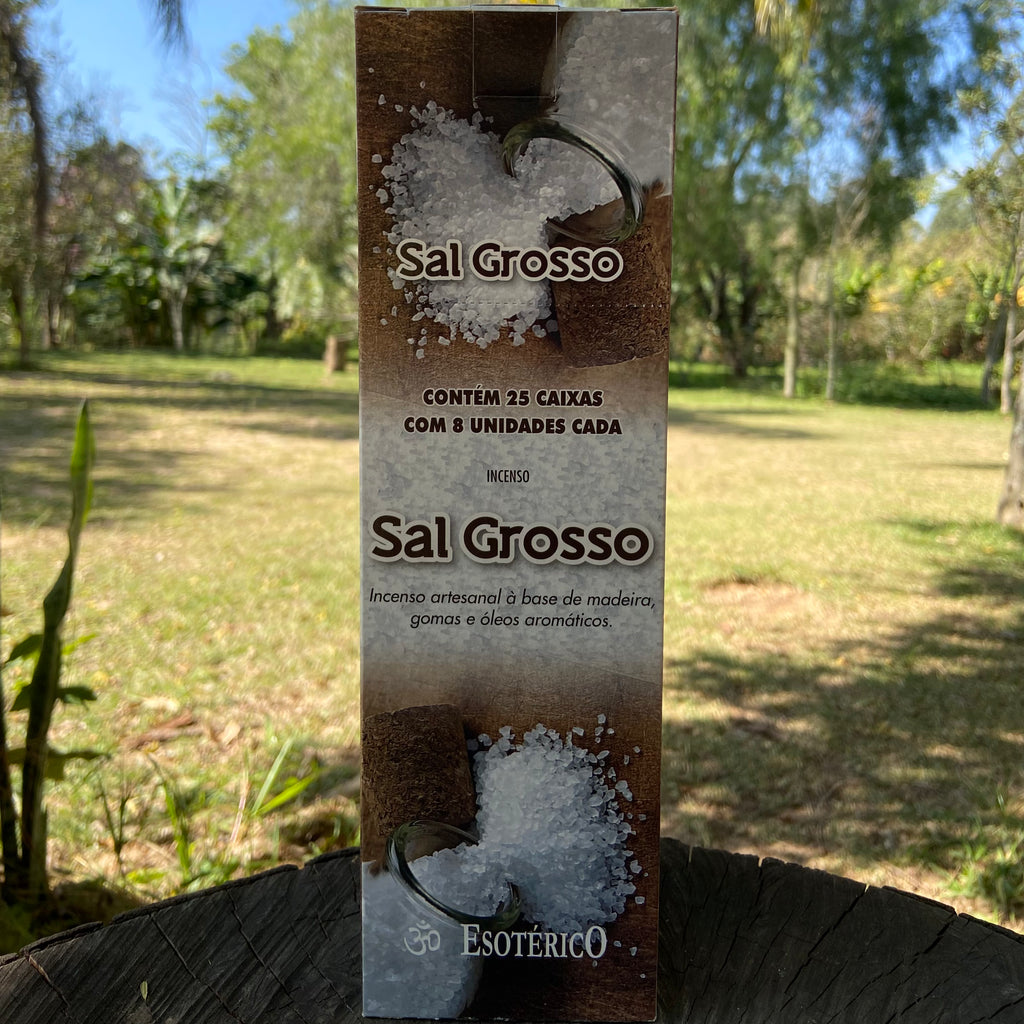 Sal Grosso
CONTÉM 25 CAIXAS
COM 8 UNIDADES CADA
INCENSO
Sal Grosso
Incenso artesanal à base de madeira,
gomas e óleos aromáticos.
ॐ ESOTÉRICO